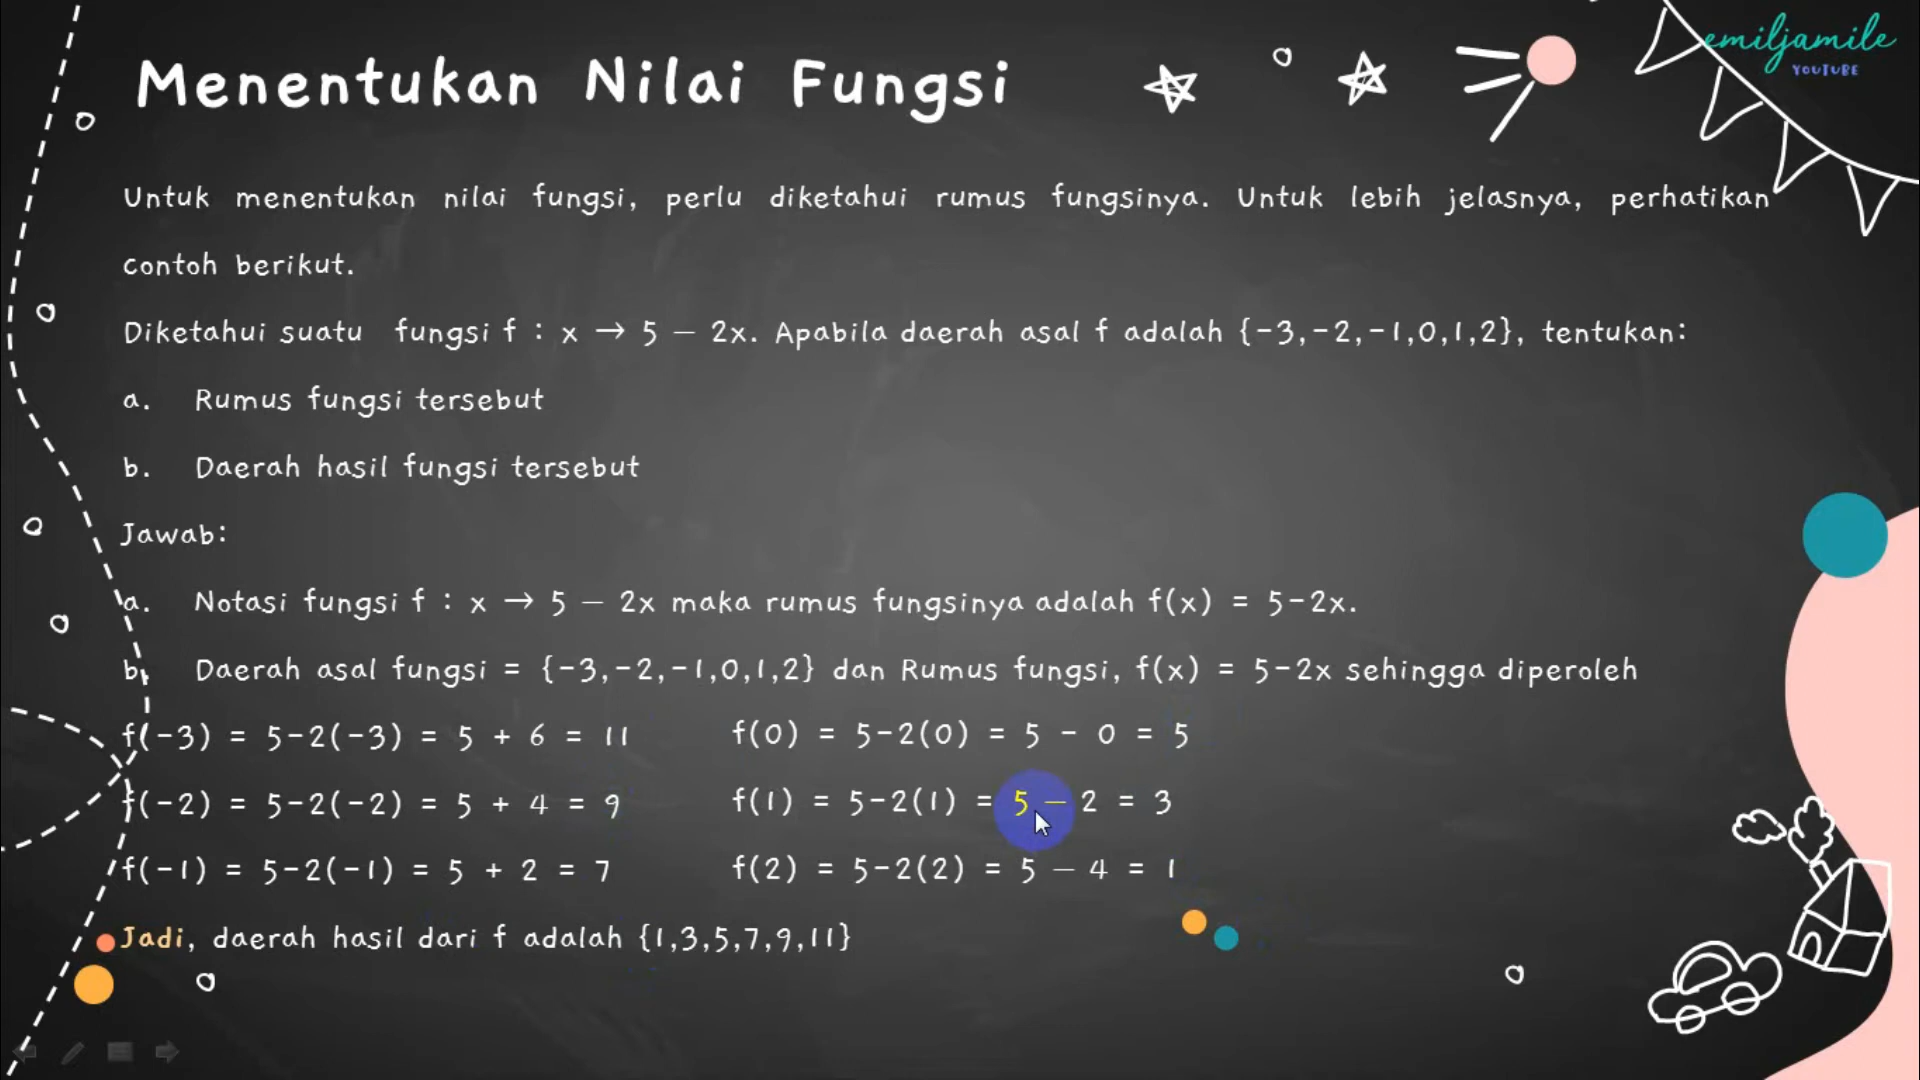 emiljamile
YOUTUBE
Menentukan Nilai Fungsi
Untuk menentukan nilai fungsi, perlu diketahui rumus fungsinya. Untuk lebih jelasnya, perhatikan
contoh berikut.
Diketahui suatu fungsi f : x → 5 – 2x. Apabila daerah asal f adalah {-3,-2,-1,0,1,2}, tentukan:
a. Rumus fungsi tersebut
b. Daerah hasil fungsi tersebut
Jawab:
a. Notasi fungsi f : x → 5 – 2x maka rumus fungsinya adalah f(x) = 5-2x.
b. Daerah asal fungsi = {-3,-2,-1,0,1,2} dan Rumus fungsi, f(x) = 5-2x sehingga diperoleh
f(-3) = 5-2(-3) = 5 + 6 = 11 f(0) = 5-2(0) = 5 - 0 = 5
f(-2) = 5-2(-2) = 5 + 4 = 9 f(1) = 5-2(1) = 5 – 2 = 3
f(-1) = 5-2(-1) = 5 + 2 = 7 f(2) = 5-2(2) = 5 – 4 = 1
Jadi, daerah hasil dari f adalah {1,3,5,7,9,11}